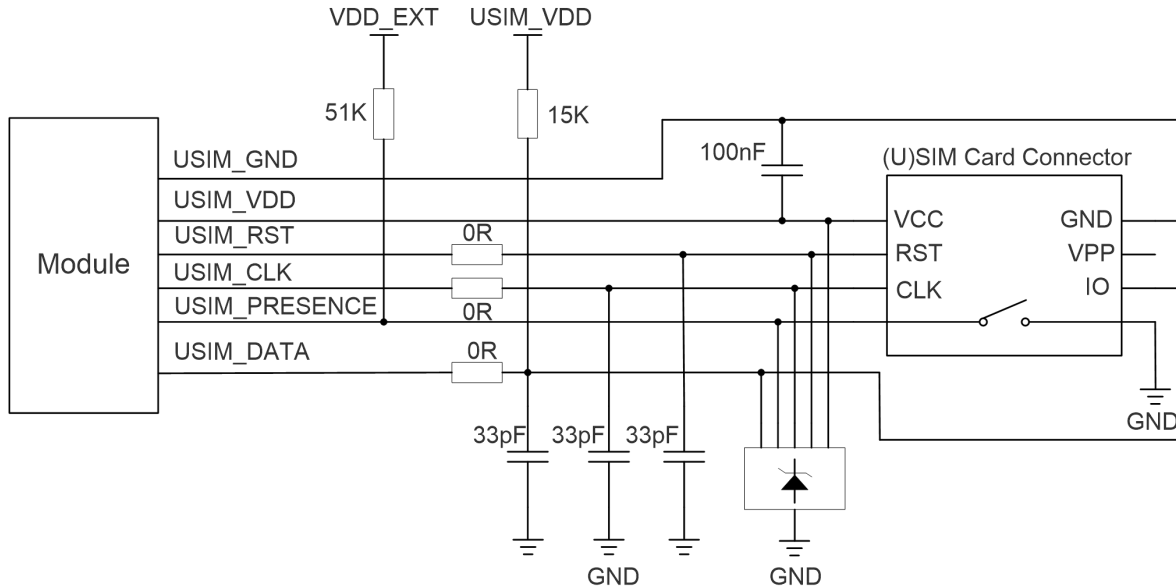 VDD_EXT
USIM_VDD
51K
15K
100nF
(U)SIM Card Connector
USIM_GND
USIM_VDD
VCC
GND
USIM_RST
0R
RST
VPP
Module
USIM_CLK
CLK
IO
USIM_PRESENCE
0R
USIM_DATA
0R
GND
33pF
33pF
33pF
GND
GND